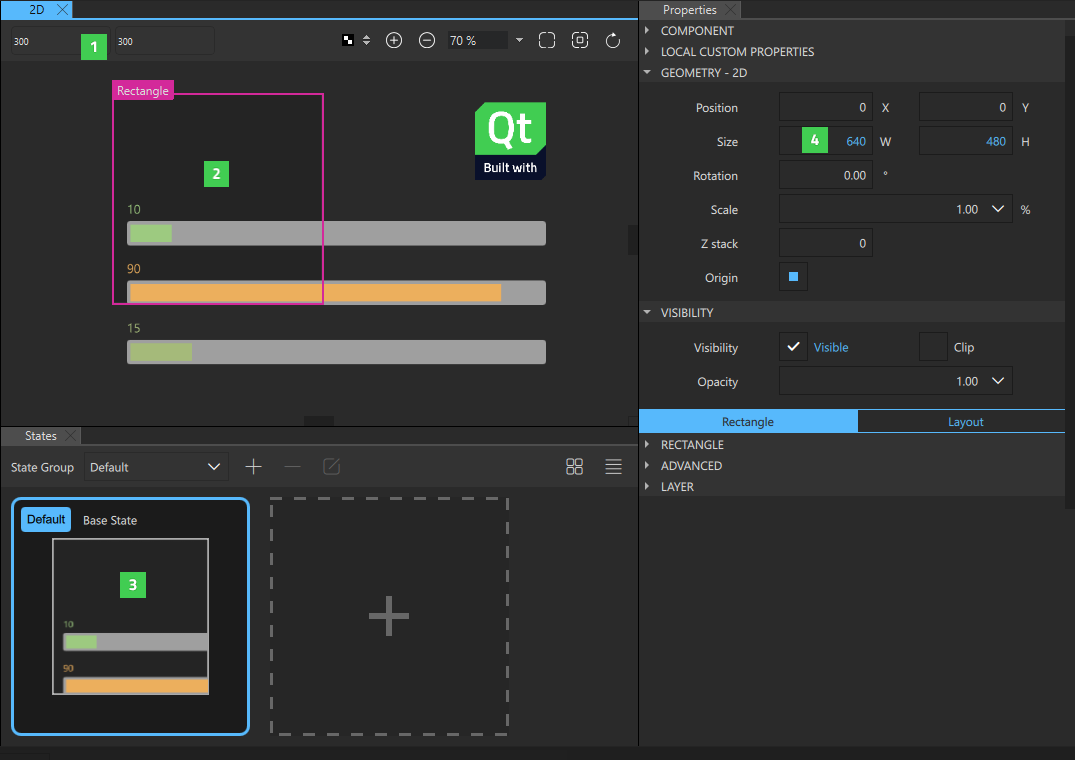 2D
300
1
300
70 %
Rectangle
2
Qt
Built with
10
90
15
States
State Group
Default
Default
Base State
3
10
90
Properties
COMPONENT
LOCAL CUSTOM PROPERTIES
GEOMETRY - 2D
Position 0 X 0 Y
Size 4 640 W 480 H
Rotation 0.00 °
Scale 1.00 %
Z stack 0
Origin
VISIBILITY
Visibility Visible Clip
Opacity 1.00
Rectangle Layout
RECTANGLE
ADVANCED
LAYER